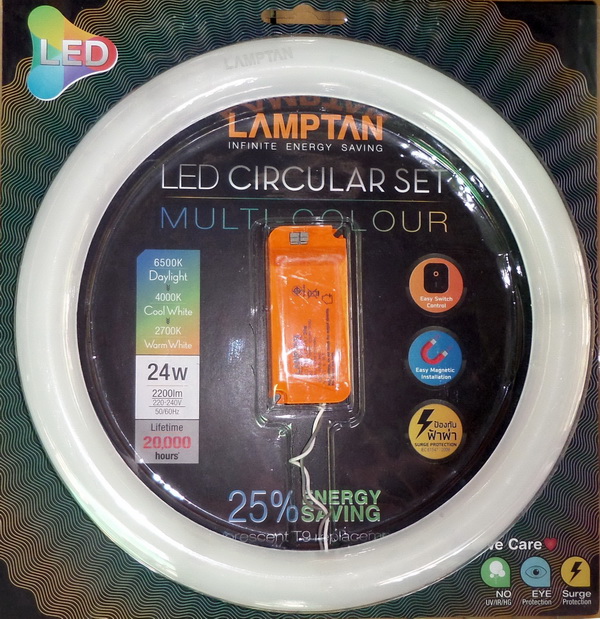 LED
LAMPTAN
LAMPTAN
INFINITE ENERGY SAVING
LED CIRCULAR SET
MULTI COLOUR
6500K
Daylight
4000K
Cool White
2700K
Warm White
24w
2200lm
220-240V
50/60Hz
Lifetime
20,000
hours
Easy Switch
Control
Easy Magnetic
Installation
ป้องกัน
ฟ้าผ่า
SURGE PROTECTION
25% ENERGY
SAVING
Care
NO
UV/IR/HG
EYE
Protection
Surge
Protection